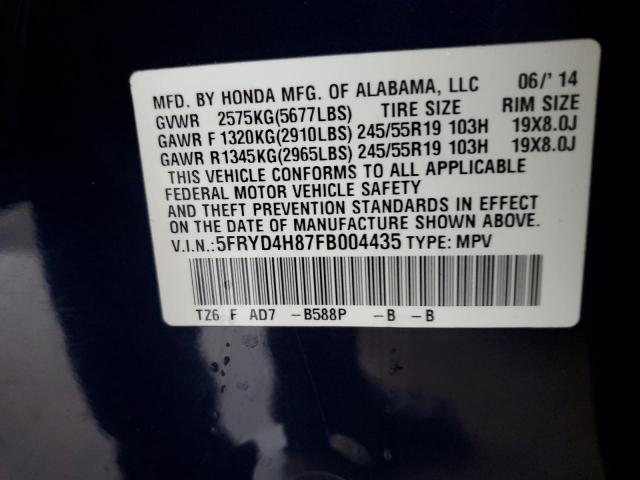 MFD. BY HONDA MFG. OF ALABAMA, LLC 06/' 14
GVWR 2575KG(5677LBS) TIRE SIZE RIM SIZE
GAWR F 1320KG(2910LBS) 245/55R19 103H 19X8.0J
GAWR R1345KG(2965LBS) 245/55R19 103H 19X8.0J
THIS VEHICLE CONFORMS TO ALL APPLICABLE
FEDERAL MOTOR VEHICLE SAFETY
AND THEFT PREVENTION STANDARDS IN EFFECT
ON THE DATE OF MANUFACTURE SHOWN ABOVE.
V.I.N.:5FRYD4H87FB004435 TYPE: MPV
TZ6 F AD7 –B588P –B –B